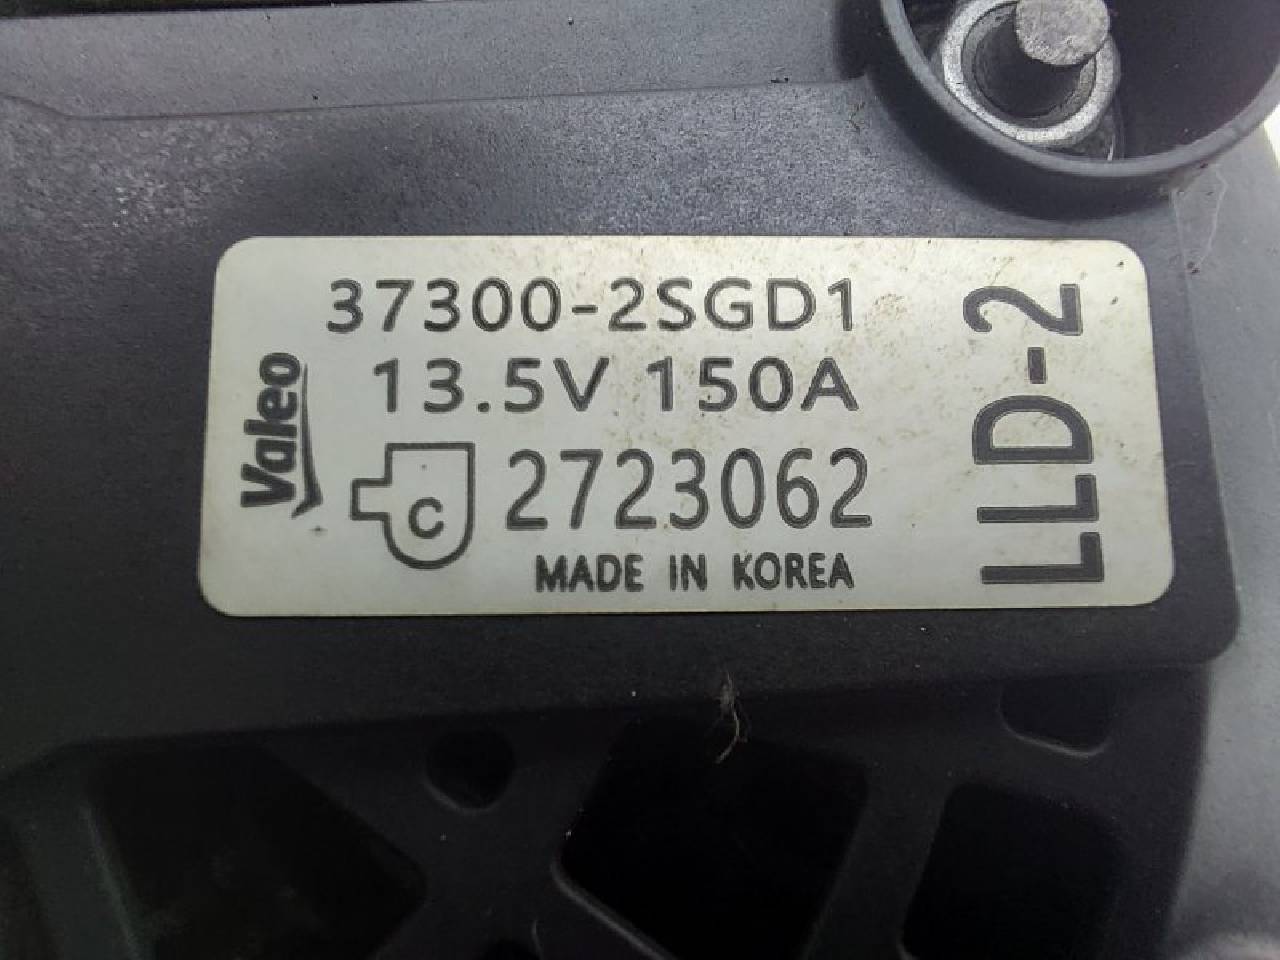 37300-2SGD1
13.5V 150A
Valeo
C 2723062
MADE IN KOREA
LLD-2